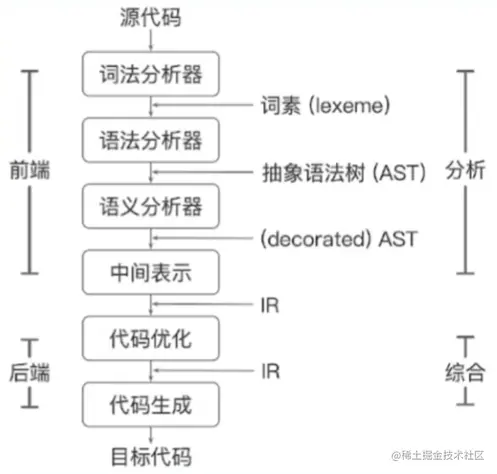 源代码
词法分析器
词素 (lexeme)
语法分析器
前端
抽象语法树 (AST)
分析
语义分析器
(decorated) AST
中间表示
IR
代码优化
后端
IR
综合
代码生成
目标代码
@稀土掘金技术社区